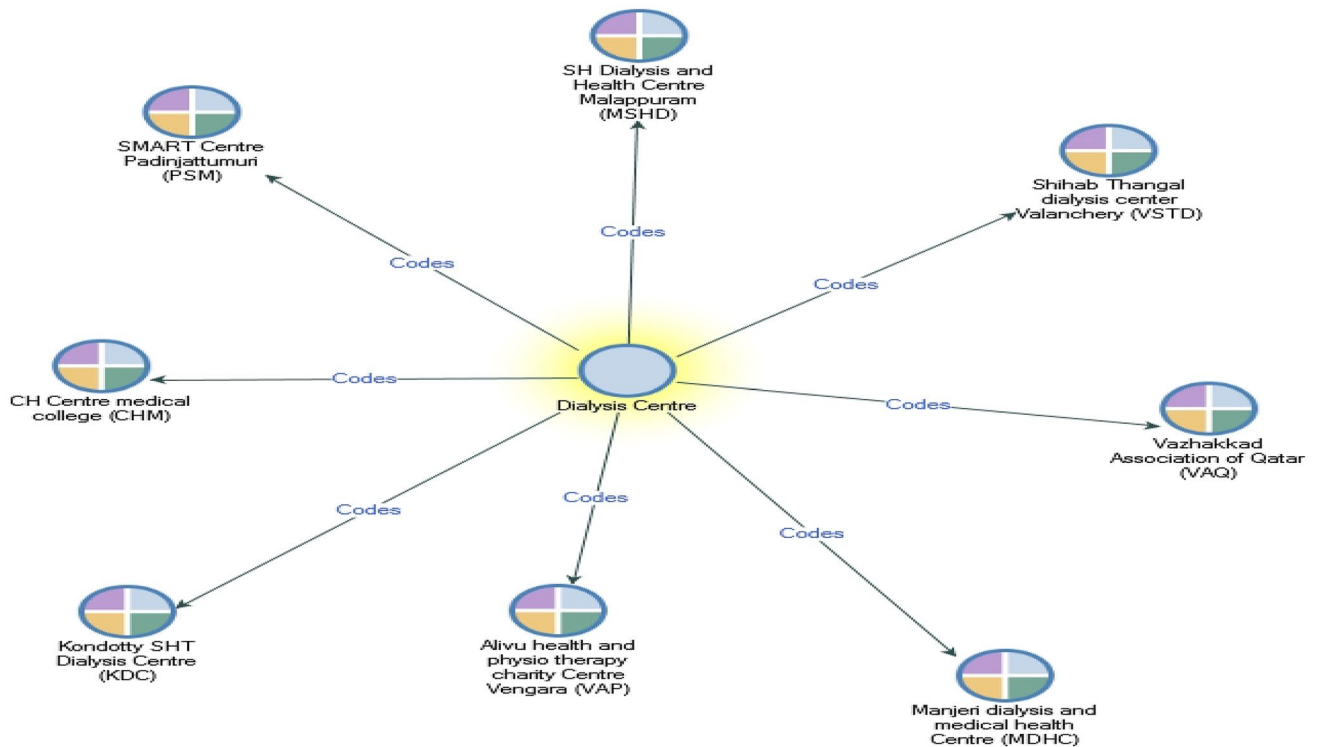 SH Dialysis and
Health Centre
Malappuram
(MSHD)
SMART Centre
Padinjattumuri
(PSM)
Shihab Thangal
dialysis center
Valanchery (VSTD)
Codes
Codes
Codes
Codes
Codes
Dialysis Centre
CH Centre medical
college (CHM)
Vazhakkad
Association of Qatar
(VAQ)
Codes
Codes
Codes
Kondotty SHT
Dialysis Centre
(KDC)
Alivu health and
physio therapy
charity Centre
Vengara (VAP)
Manjeri dialysis and
medical health
Centre (MDHC)